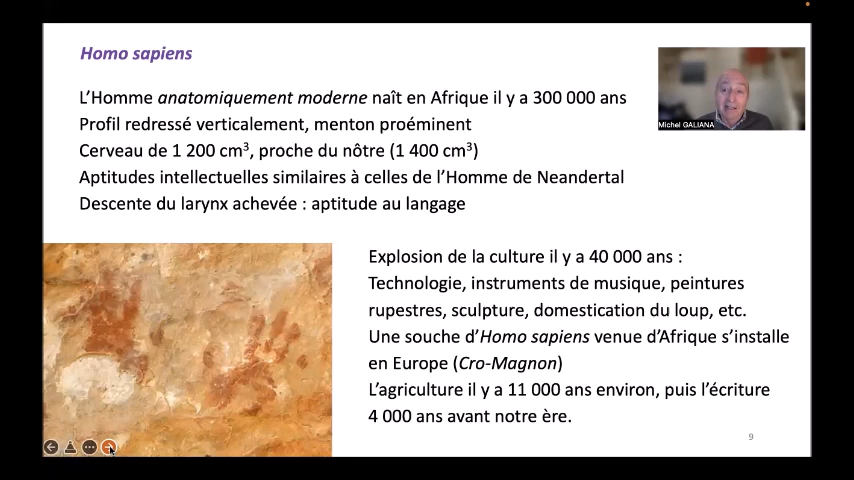 Homo sapiens
L’Homme anatomiquement moderne naît en Afrique il y a 300 000 ans
Profil redressé verticalement, menton proéminent
Cerveau de 1 200 cm³, proche du nôtre (1 400 cm³)
Aptitudes intellectuelles similaires à celles de l’Homme de Neandertal
Descente du larynx achevée : aptitude au langage
Michel GALIANA
Explosion de la culture il y a 40 000 ans :
Technologie, instruments de musique, peintures
rupestres, sculpture, domestication du loup, etc.
Une souche d’Homo sapiens venue d’Afrique s’installe
en Europe (Cro-Magnon)
L’agriculture il y a 11 000 ans environ, puis l’écriture
4 000 ans avant notre ère.
9